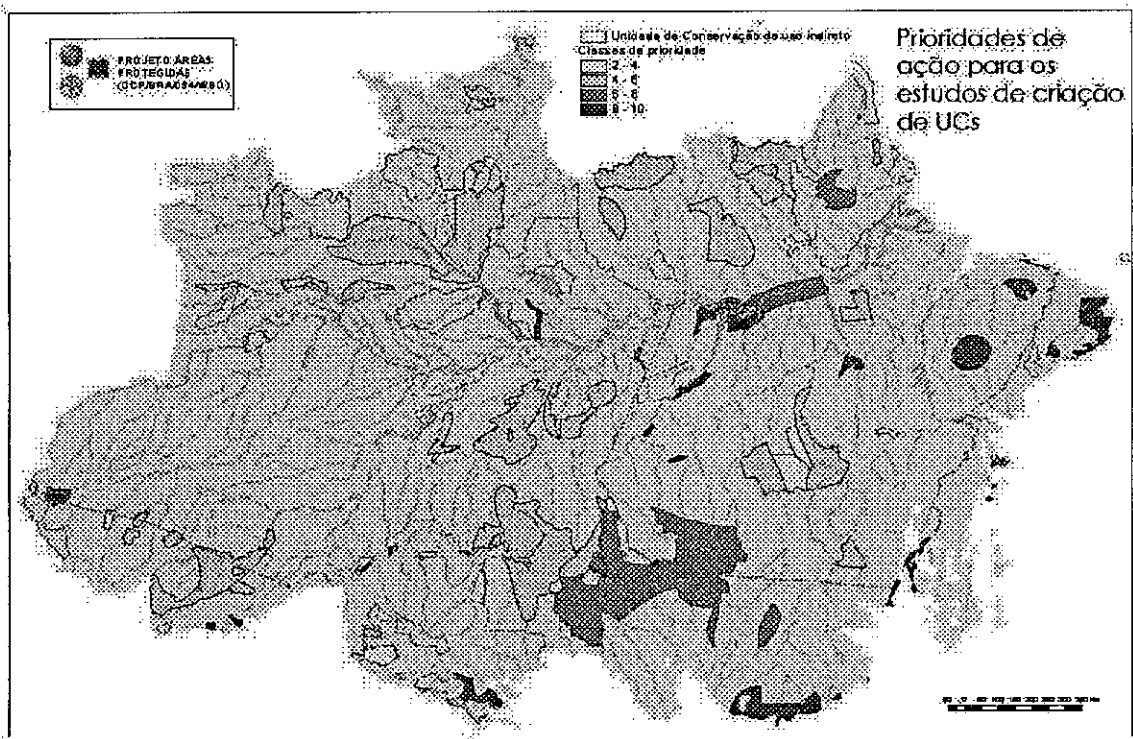 PROJETO ÁREAS
PROTEGIDAS
Unidade de Conservação de uso indireto
Classes de prioridade
2 - 4
4 - 6
6 - 8
8 - 10
Prioridades de
ação para os
estudos de criação
de UCs